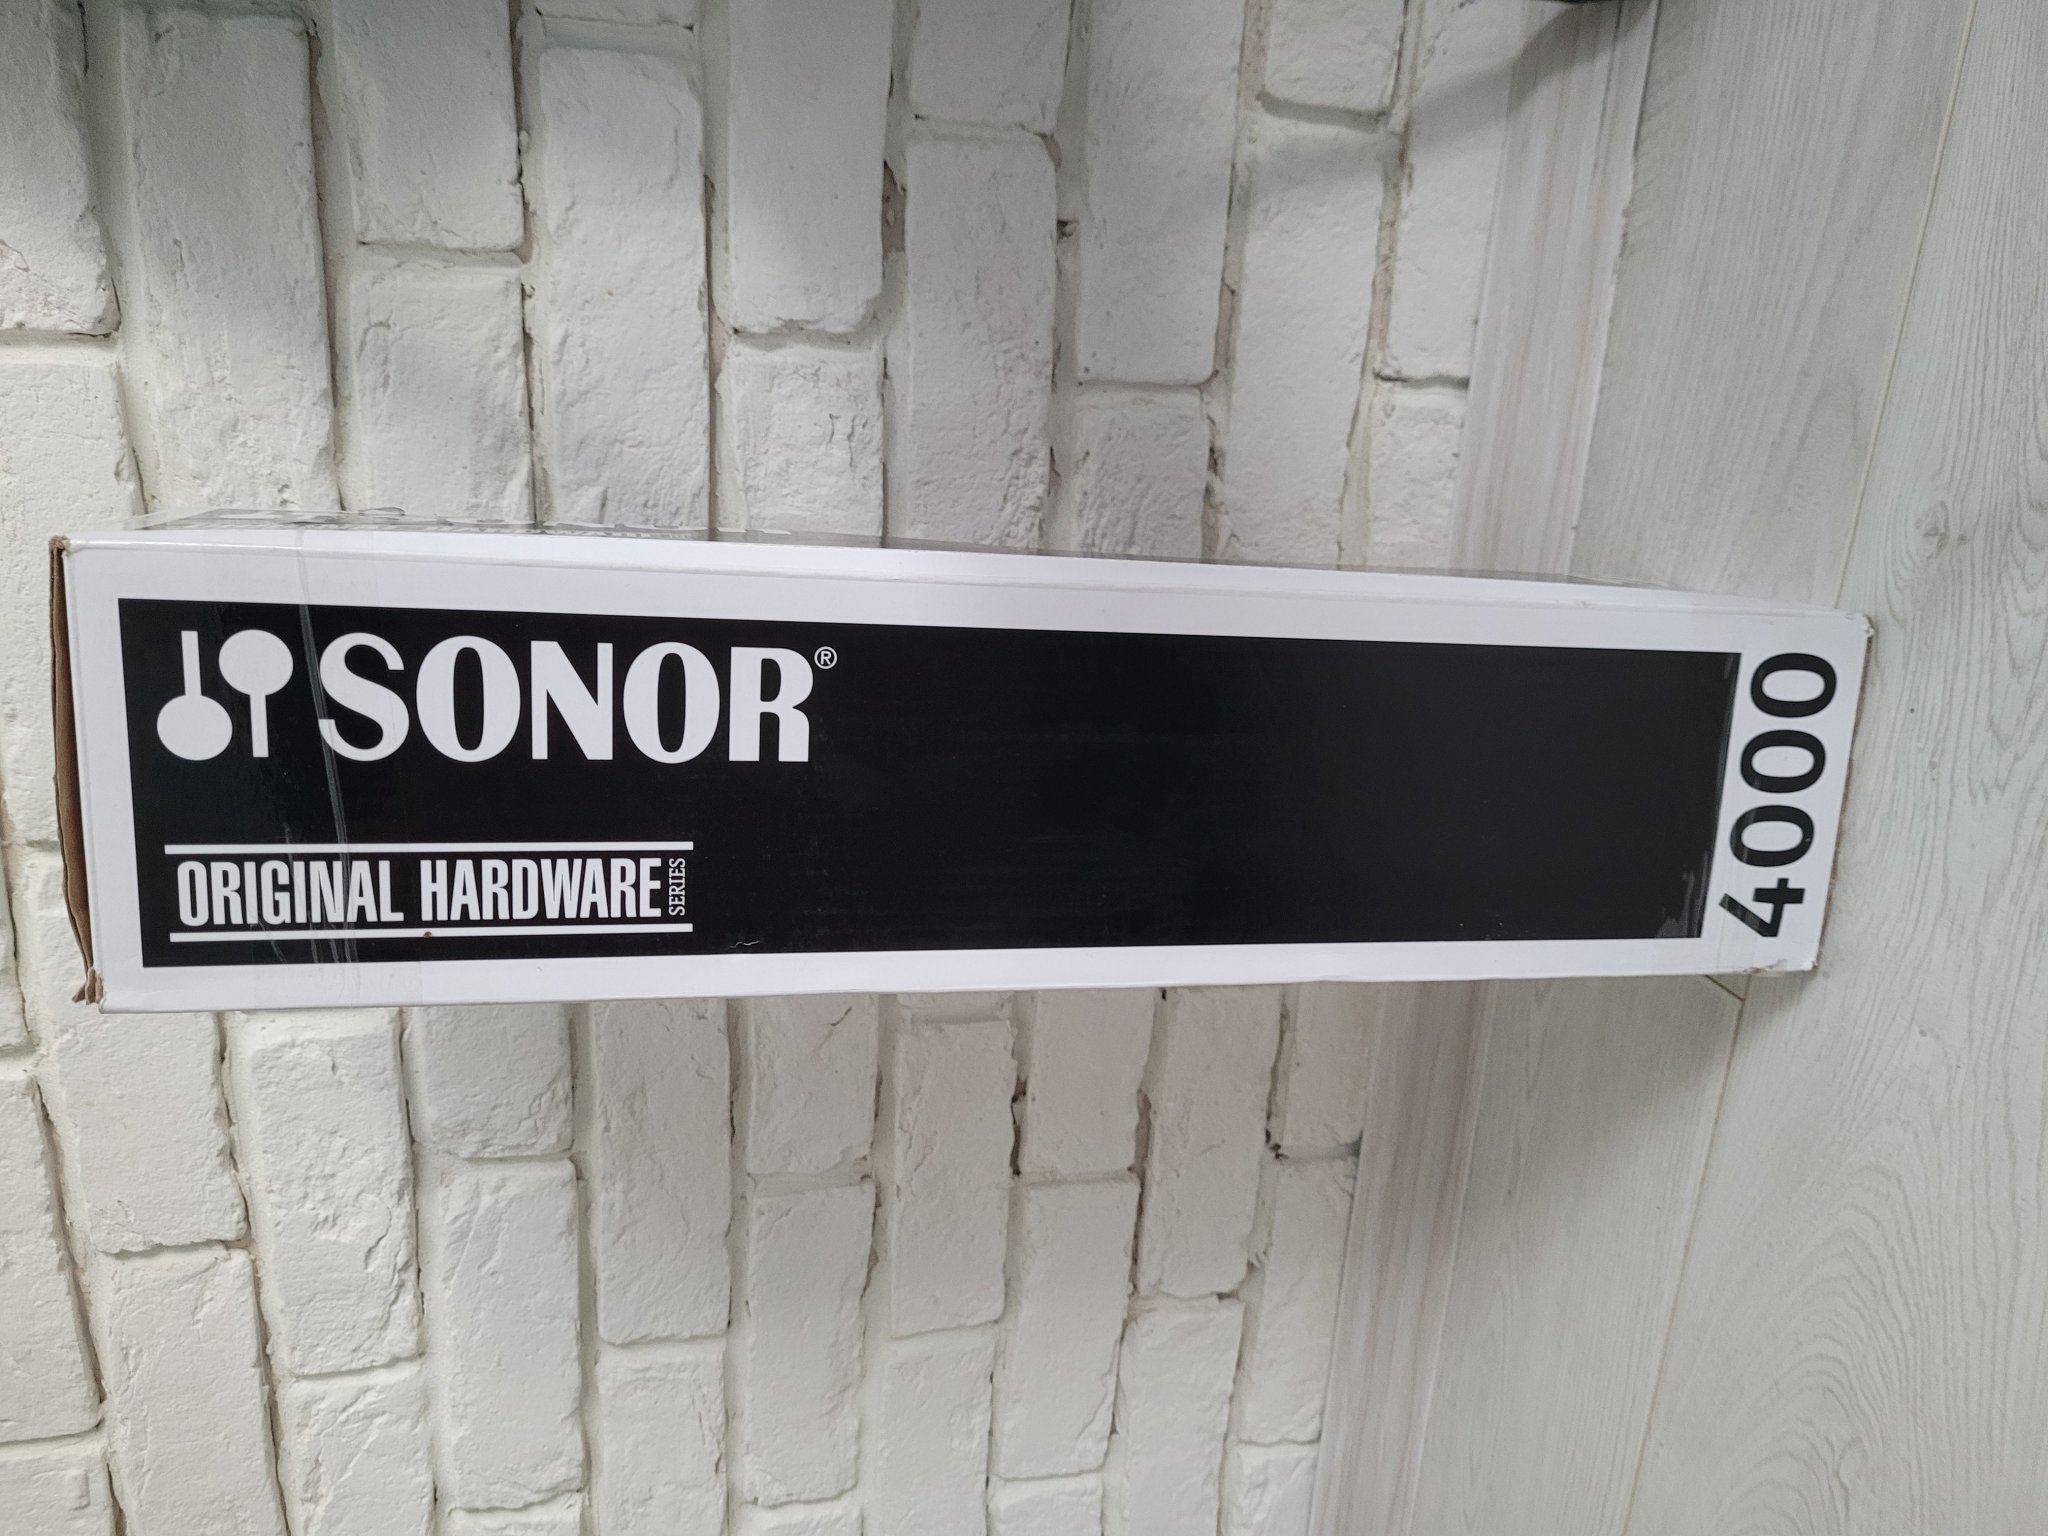 SONOR®
ORIGINAL HARDWARE SERIES
4000